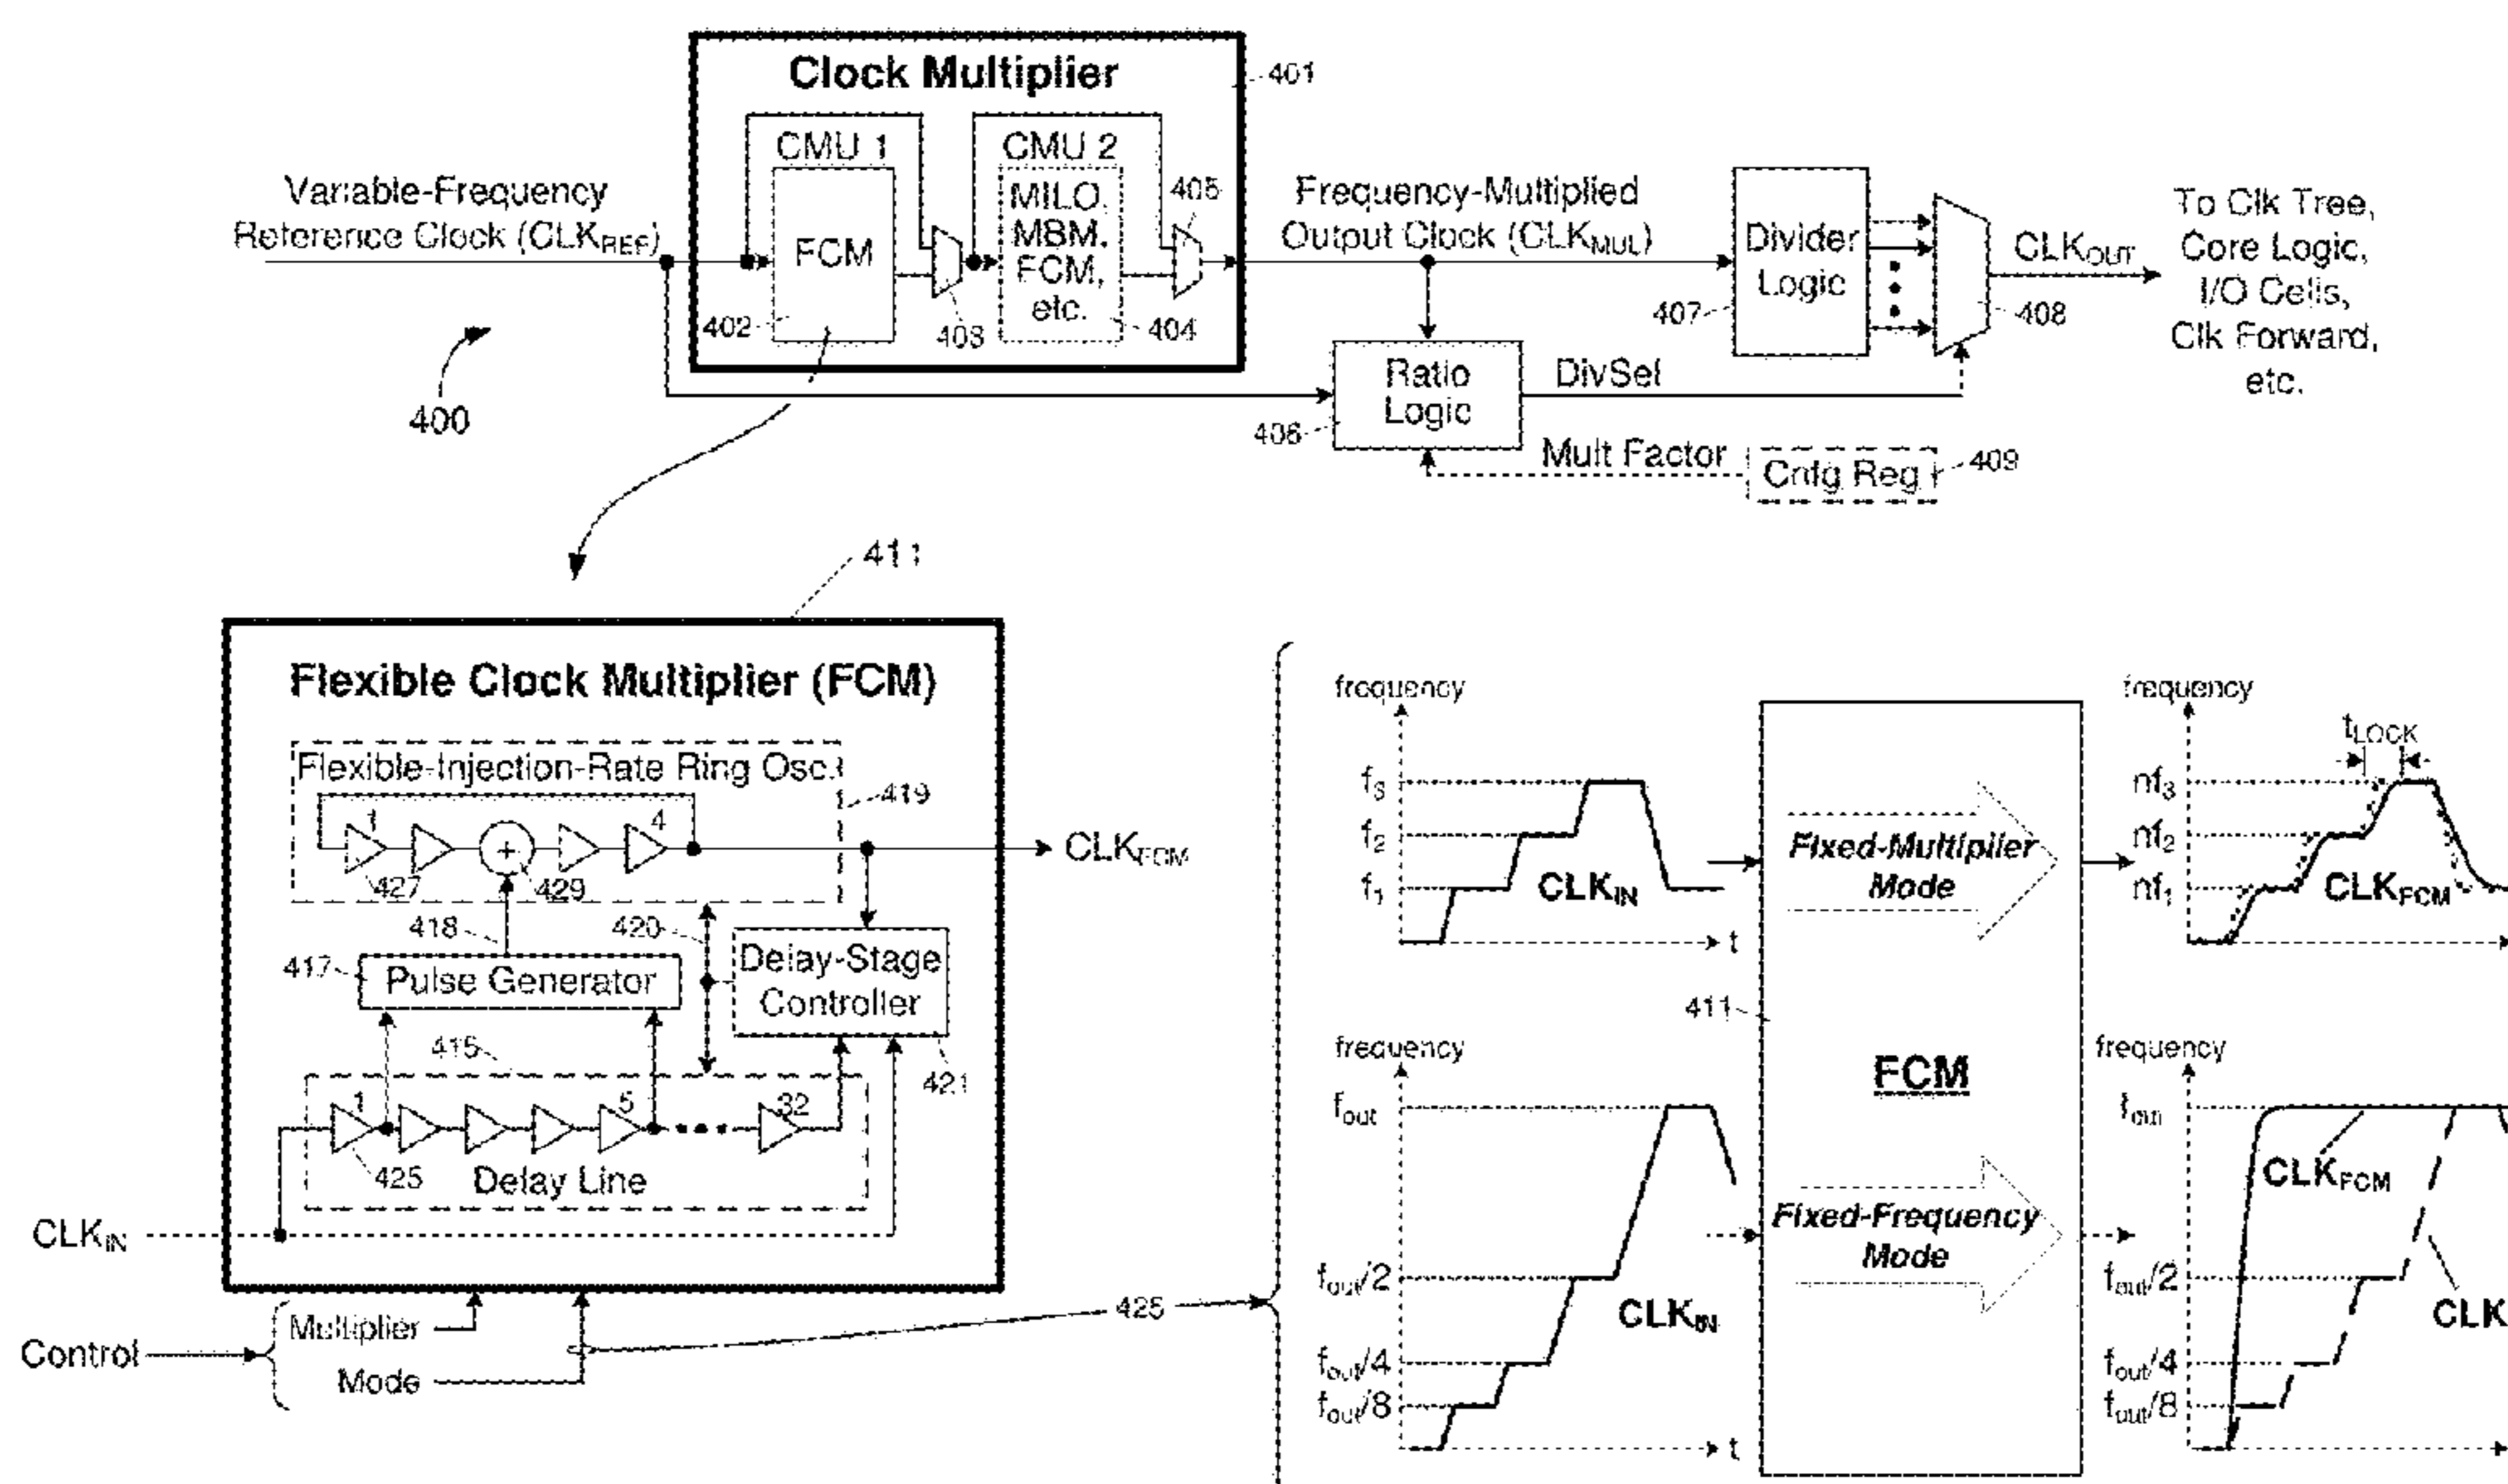 Clock Multiplier
401
CMU 1
CMU 2
FCM
MILO,
MBM,
FCM,
etc.
402
403
404
405
Variable-Frequency
Reference Clock (CLKREF)
Frequency-Multiplied
Output Clock (CLKMUL)
Divider
Logic
407
408
CLKOUT
To Clk Tree,
Core Logic,
I/O Cells,
Clk Forward,
etc.
400
Ratio
Logic
406
DivSel
Mult Factor
Cnfg Reg
409
411
Flexible Clock Multiplier (FCM)
Flexible-Injection-Rate Ring Osc.
419
1
4
+
427
429
CLKFCM
418
420
417
Pulse Generator
Delay-Stage
Controller
421
415
1
5
32
425
Delay Line
CLKIN
Control
Multiplier
Mode
425
frequency
f3
f2
f1
CLKIN
t
Fixed-Multiplier
Mode
frequency
tLOCK
nf3
nf2
nf1
CLKFCM
411
FCM
frequency
fout
fout/2
fout/4
fout/8
CLKIN
t
Fixed-Frequency
Mode
frequency
fout
CLKFCM
fout/2
fout/4
fout/8
CLK